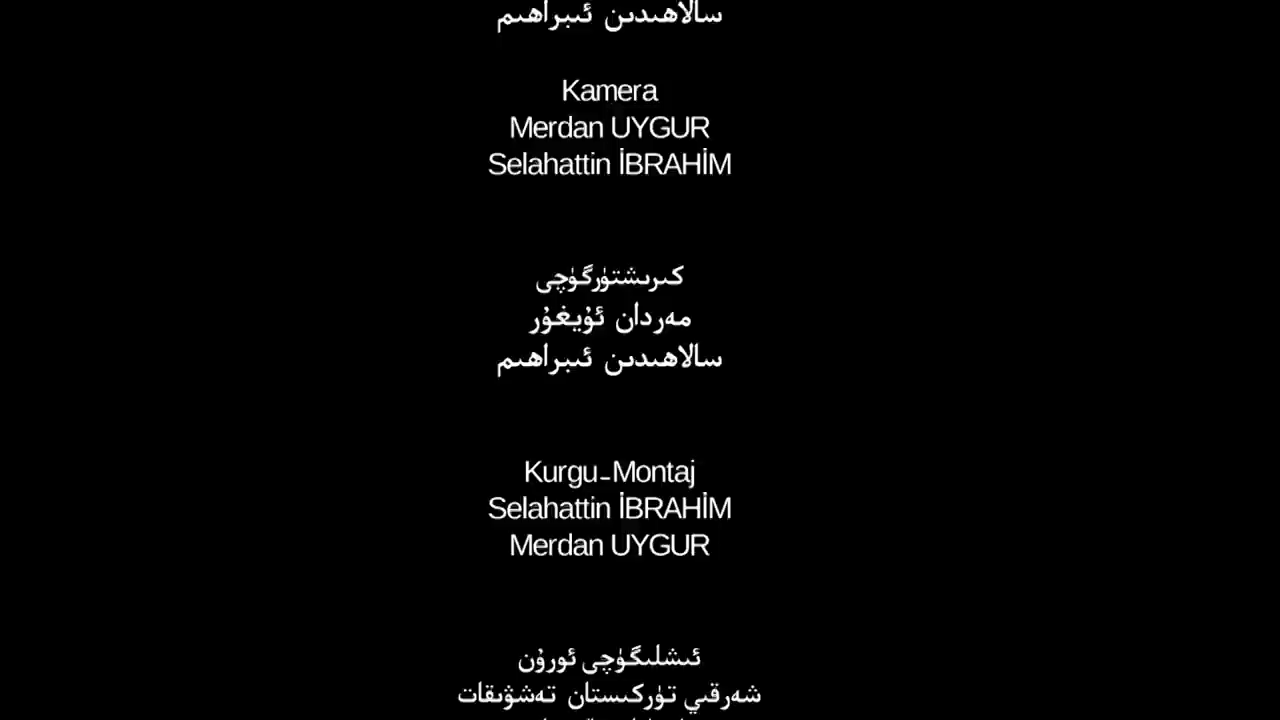 سالاھىدىن ئىبراھىم
Kamera
Merdan UYGUR
Selahattin İBRAHİM
كىرىشتۈرگۈچى
مەردان ئۇيغۇر
سالاھىدىن ئىبراھىم
Kurgu-Montaj
Selahattin İBRAHİM
Merdan UYGUR
ئىشلىگۈچى ئورۇن
شەرقىي تۈركىستان تەشۋىقات